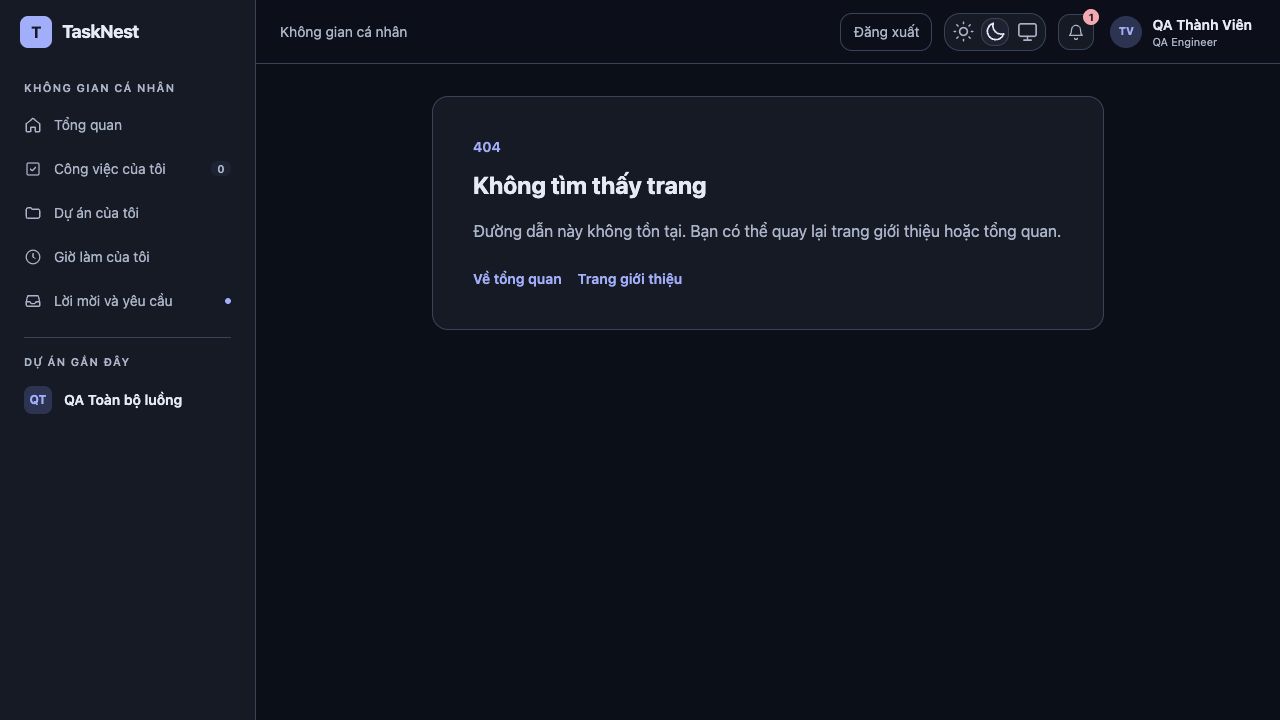 T TaskNest
KHÔNG GIAN CÁ NHÂN
Tổng quan
Công việc của tôi 0
Dự án của tôi
Giờ làm của tôi
Lời mời và yêu cầu
DỰ ÁN GẦN ĐÂY
QT QA Toàn bộ luồng
Không gian cá nhân
Đăng xuất
1
TV
QA Thành Viên
QA Engineer
404
Không tìm thấy trang
Đường dẫn này không tồn tại. Bạn có thể quay lại trang giới thiệu hoặc tổng quan.
Về tổng quan Trang giới thiệu